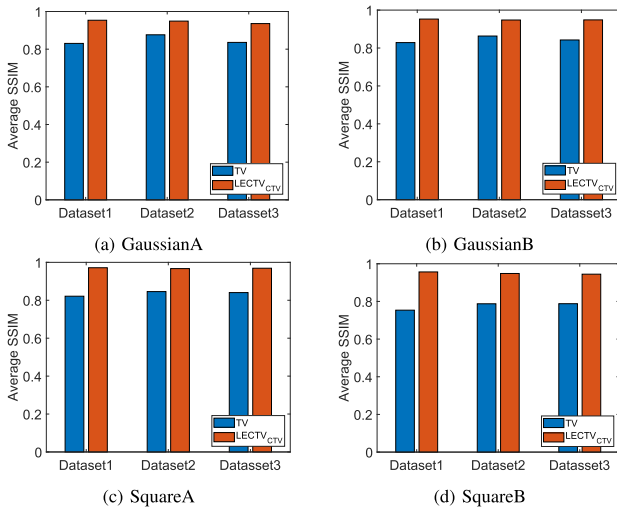 1
0.8
0.6
0.4
0.2
0
Average SSIM
Dataset1
Dataset2
Datasset3
TV
LECTV_CTV
(a) GaussianA
1
0.8
0.6
0.4
0.2
0
Average SSIM
Dataset1
Dataset2
Datasset3
TV
LECTV_CTV
(b) GaussianB
1
0.8
0.6
0.4
0.2
0
Average SSIM
Dataset1
Dataset2
Datasset3
TV
LECTV_CTV
(c) SquareA
1
0.8
0.6
0.4
0.2
0
Average SSIM
Dataset1
Dataset2
Datasset3
TV
LECTV_CTV
(d) SquareB